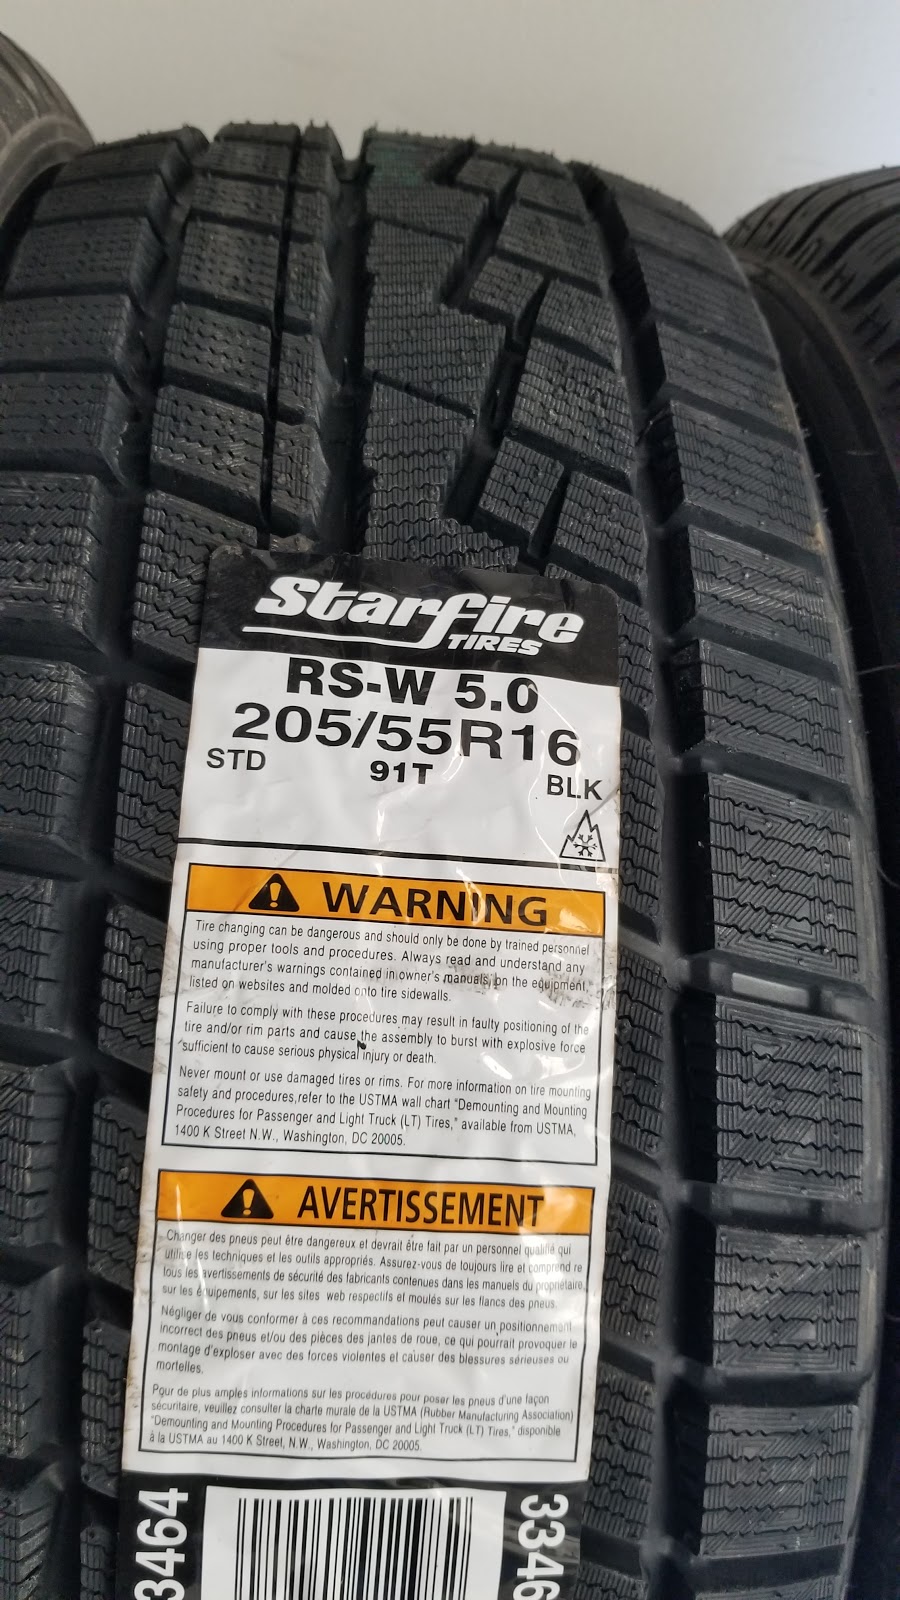 Starfire
TIRES
RS-W 5.0
205/55R16
STD 91T BLK
WARNING
Tire changing can be dangerous and should only be done by trained personnel
using proper tools and procedures. Always read and understand any
manufacturer's warnings contained in owner's manuals, on the equipment,
listed on websites and molded onto tire sidewalls.
Failure to comply with these procedures may result in faulty positioning of the
tire and/or rim parts and cause the assembly to burst with explosive force
sufficient to cause serious physical injury or death.
Never mount or use damaged tires or rims. For more information on tire mounting
safety and procedures, refer to the USTMA wall chart "Demounting and Mounting
Procedures for Passenger and Light Truck (LT) Tires," available from USTMA,
1400 K Street N.W., Washington, DC 20005.
AVERTISSEMENT
Changer des pneus peut être dangereux et devrait être fait par un personnel qualifié qui
utilise les techniques et les outils appropriés. Assurez-vous de toujours lire et comprend re
tous les avertissements de sécurité des fabricants contenues dans les manuels du propriétaire,
sur les équipements, sur les sites web respectifs et moulés sur les flancs des pneus.
Négliger de vous conformer à ces recommandations peut causer un positionnement
incorrect des pneus et/ou des pièces des jantes de roue, ce qui pourrait provoquer le
montage d'exploser avec des forces violentes et causer des blessures sérieuses ou
mortelles.
Pour de plus amples informations sur les procédures pour poser les pneus d'une façon
sécuritaire, veuillez consulter la charte murale de la USTMA (Rubber Manufacturing Association)
"Demounting and Mounting Procedures for Passenger and Light Truck (LT) Tires," disponible
à la USTMA au 1400 K Street, N.W., Washington, DC 20005.
3464
3346